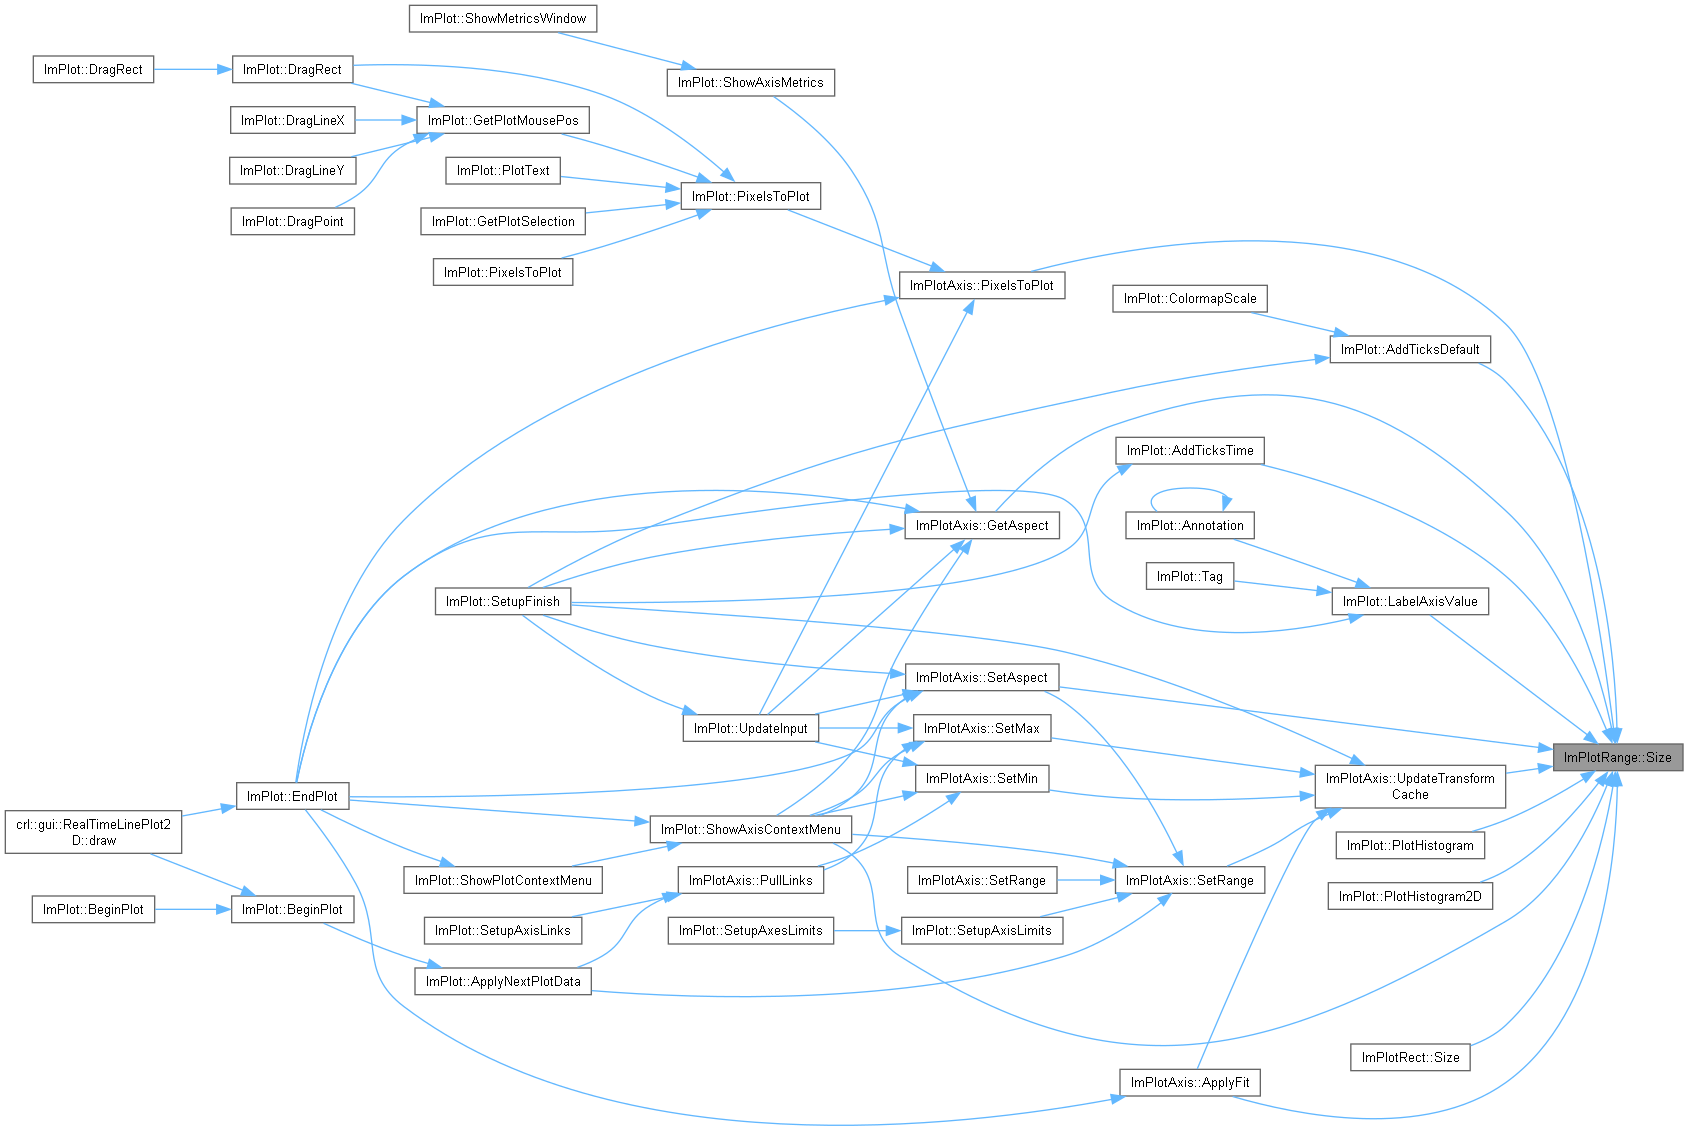 ImPlot::ShowMetricsWindow
ImPlot::DragRect
ImPlot::DragRect
ImPlot::ShowAxisMetrics
ImPlot::DragLineX
ImPlot::GetPlotMousePos
ImPlot::DragLineY
ImPlot::PlotText
ImPlot::PixelsToPlot
ImPlot::DragPoint
ImPlot::GetPlotSelection
ImPlot::PixelsToPlot
ImPlotAxis::PixelsToPlot
ImPlot::ColormapScale
ImPlot::AddTicksDefault
ImPlot::AddTicksTime
ImPlotAxis::GetAspect
ImPlot::Annotation
ImPlot::Tag
ImPlot::SetupFinish
ImPlot::LabelAxisValue
ImPlotAxis::SetAspect
ImPlot::UpdateInput
ImPlotAxis::SetMax
ImPlotRange::Size
ImPlotAxis::SetMin
ImPlotAxis::UpdateTransform
Cache
ImPlot::EndPlot
crl::gui::RealTimeLinePlot2
D::draw
ImPlot::ShowAxisContextMenu
ImPlot::PlotHistogram
ImPlot::ShowPlotContextMenu
ImPlotAxis::PullLinks
ImPlotAxis::SetRange
ImPlotAxis::SetRange
ImPlot::PlotHistogram2D
ImPlot::BeginPlot
ImPlot::BeginPlot
ImPlot::SetupAxisLinks
ImPlot::SetupAxesLimits
ImPlot::SetupAxisLimits
ImPlot::ApplyNextPlotData
ImPlotRect::Size
ImPlotAxis::ApplyFit